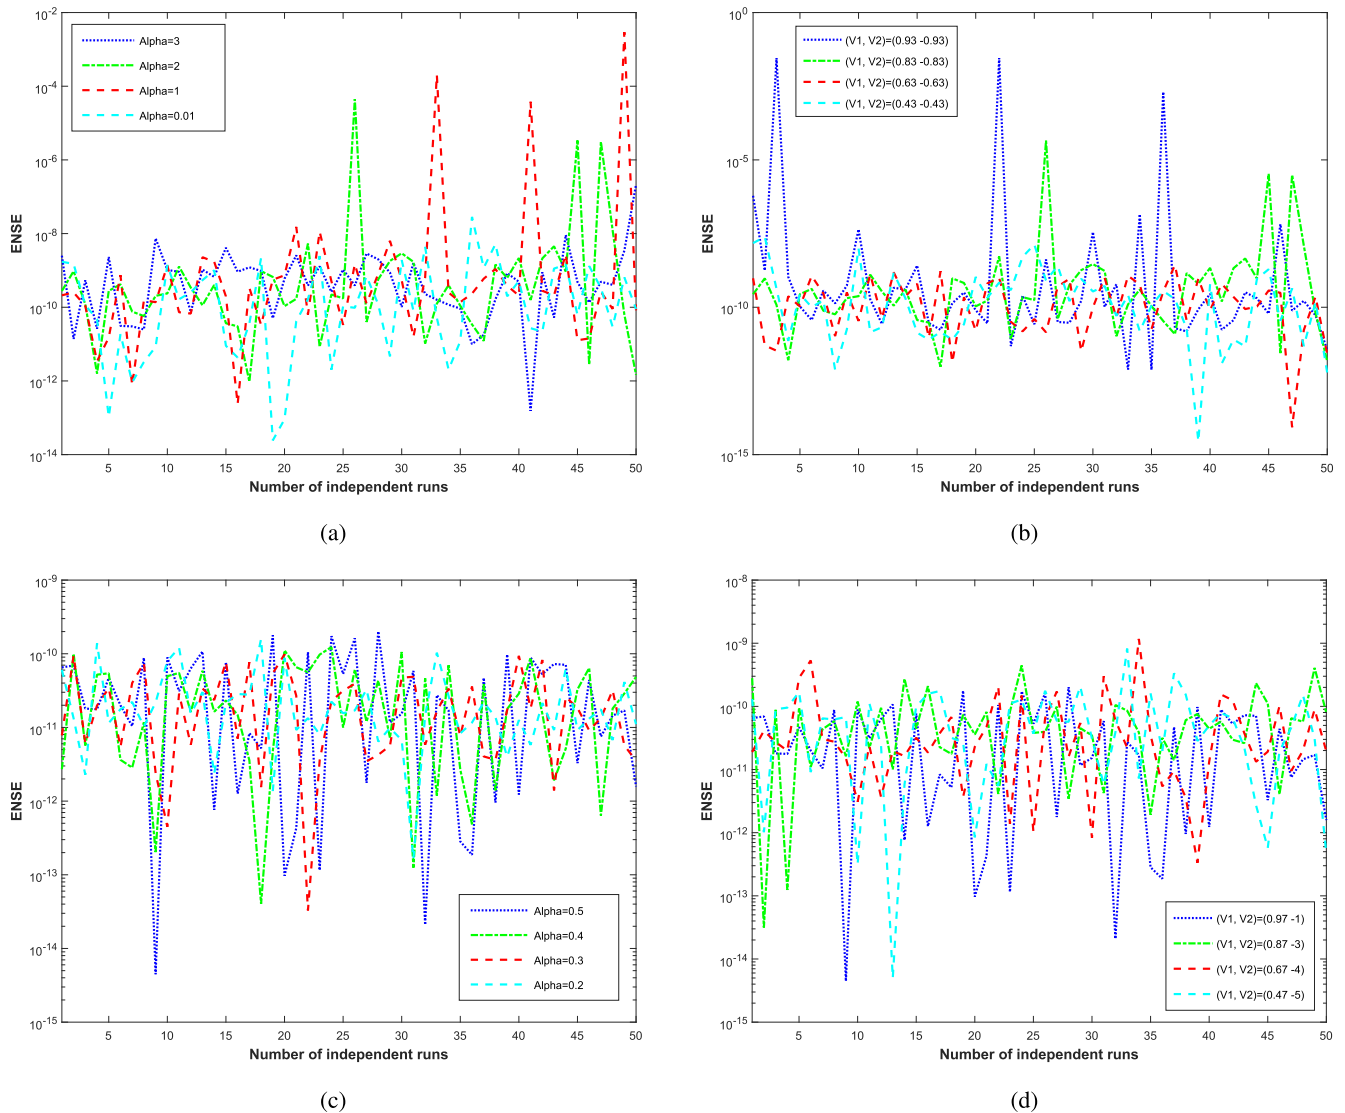 10^-2
10^-4
10^-6
10^-8
10^-10
10^-12
10^-14
ENSE
Alpha=3
Alpha=2
Alpha=1
Alpha=0.01
5 10 15 20 25 30 35 40 45 50
Number of independent runs
(a)
10^0
10^-5
10^-10
10^-15
ENSE
(V1, V2)=(0.93 -0.93)
(V1, V2)=(0.83 -0.83)
(V1, V2)=(0.63 -0.63)
(V1, V2)=(0.43 -0.43)
5 10 15 20 25 30 35 40 45 50
Number of independent runs
(b)
10^-9
10^-10
10^-11
10^-12
10^-13
10^-14
10^-15
ENSE
Alpha=0.5
Alpha=0.4
Alpha=0.3
Alpha=0.2
5 10 15 20 25 30 35 40 45 50
Number of independent runs
(c)
10^-8
10^-9
10^-10
10^-11
10^-12
10^-13
10^-14
10^-15
ENSE
(V1, V2)=(0.97 -1)
(V1, V2)=(0.87 -3)
(V1, V2)=(0.67 -4)
(V1, V2)=(0.47 -5)
5 10 15 20 25 30 35 40 45 50
Number of independent runs
(d)